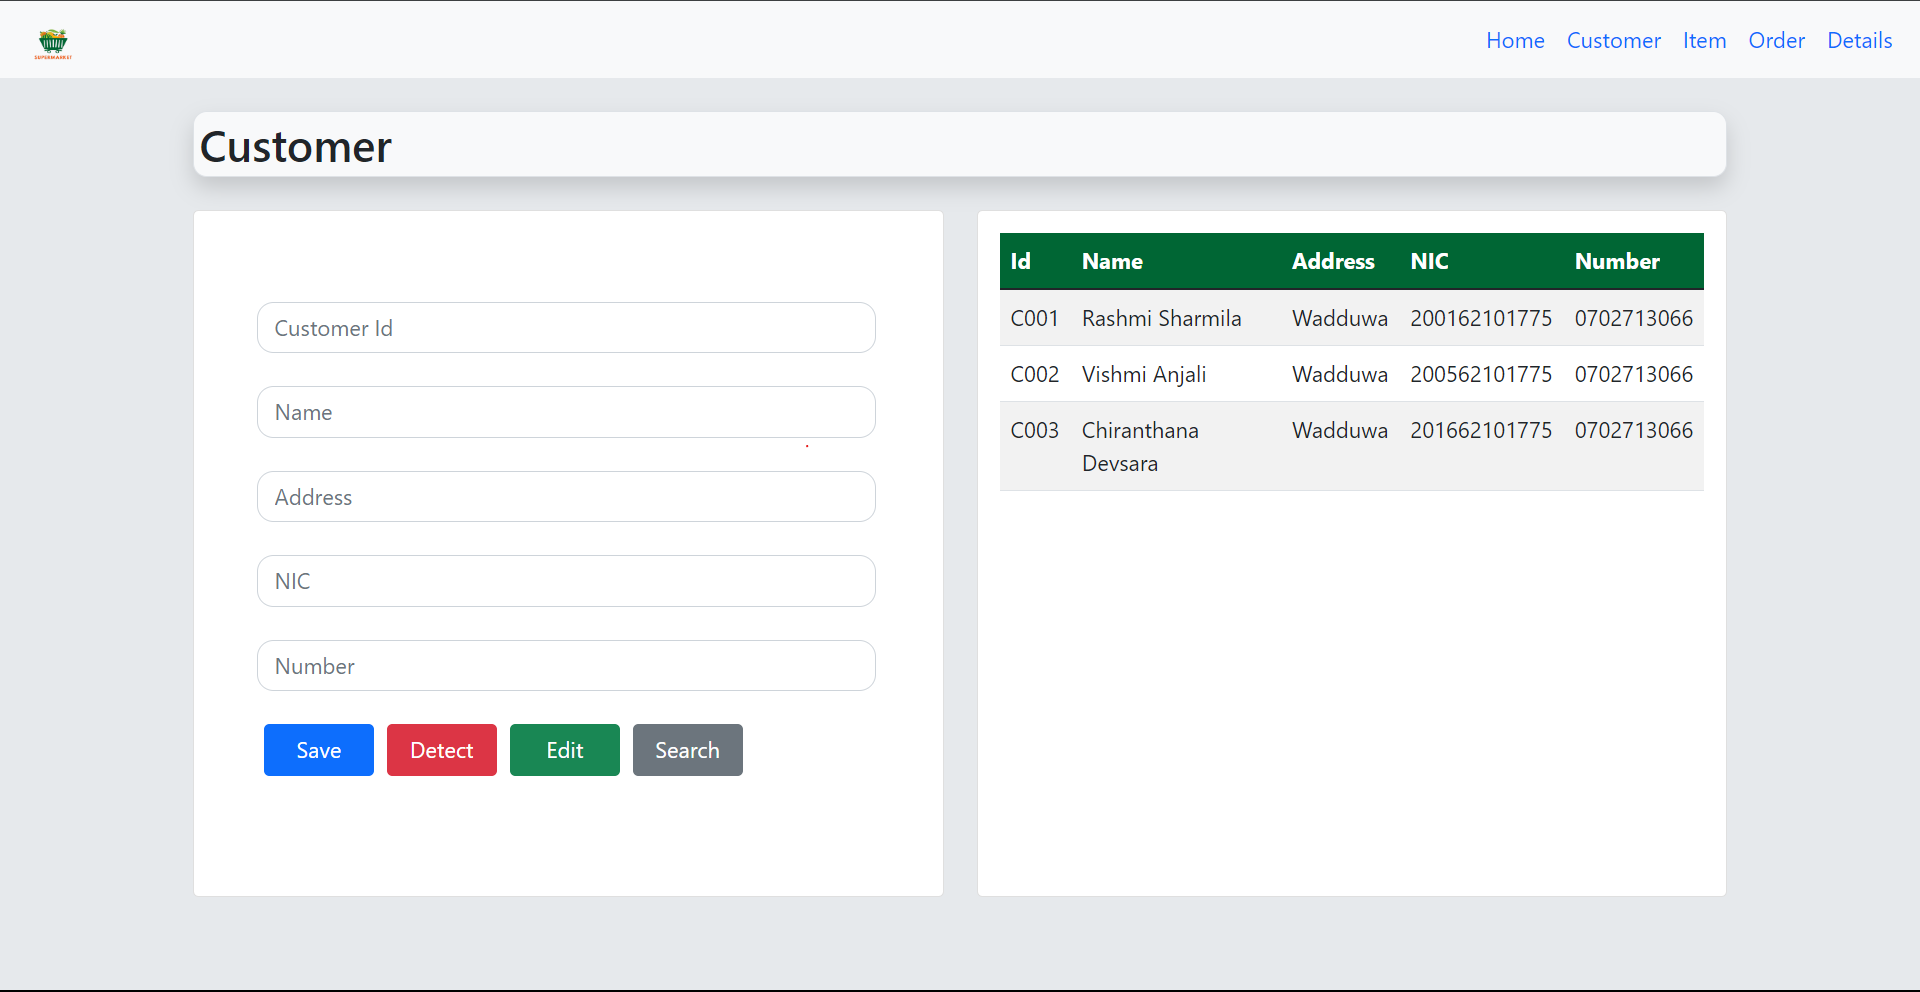 SUPERMARKET
Home Customer Item Order Details
Customer
Customer Id
Name
Address
NIC
Number
Save Detect Edit Search
Id Name Address NIC Number
C001 Rashmi Sharmila Wadduwa 200162101775 0702713066
C002 Vishmi Anjali Wadduwa 200562101775 0702713066
C003 Chiranthana Wadduwa 201662101775 0702713066
Devsara